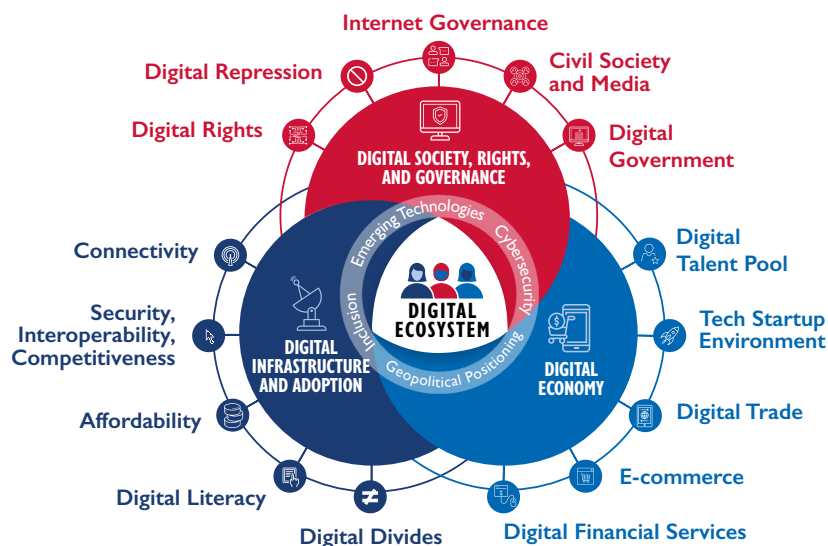 Internet Governance
Digital Repression
Civil Society
and Media
Digital Rights
Digital
Government
DIGITAL SOCIETY, RIGHTS,
AND GOVERNANCE
Emerging Technologies
Cybersecurity
Inclusion
Geopolitical Positioning
DIGITAL
ECOSYSTEM
Connectivity
Security,
Interoperability,
Competitiveness
Affordability
Digital Literacy
Digital Divides
DIGITAL
INFRASTRUCTURE
AND ADOPTION
DIGITAL
ECONOMY
Digital
Talent Pool
Tech Startup
Environment
Digital Trade
E-commerce
Digital Financial Services